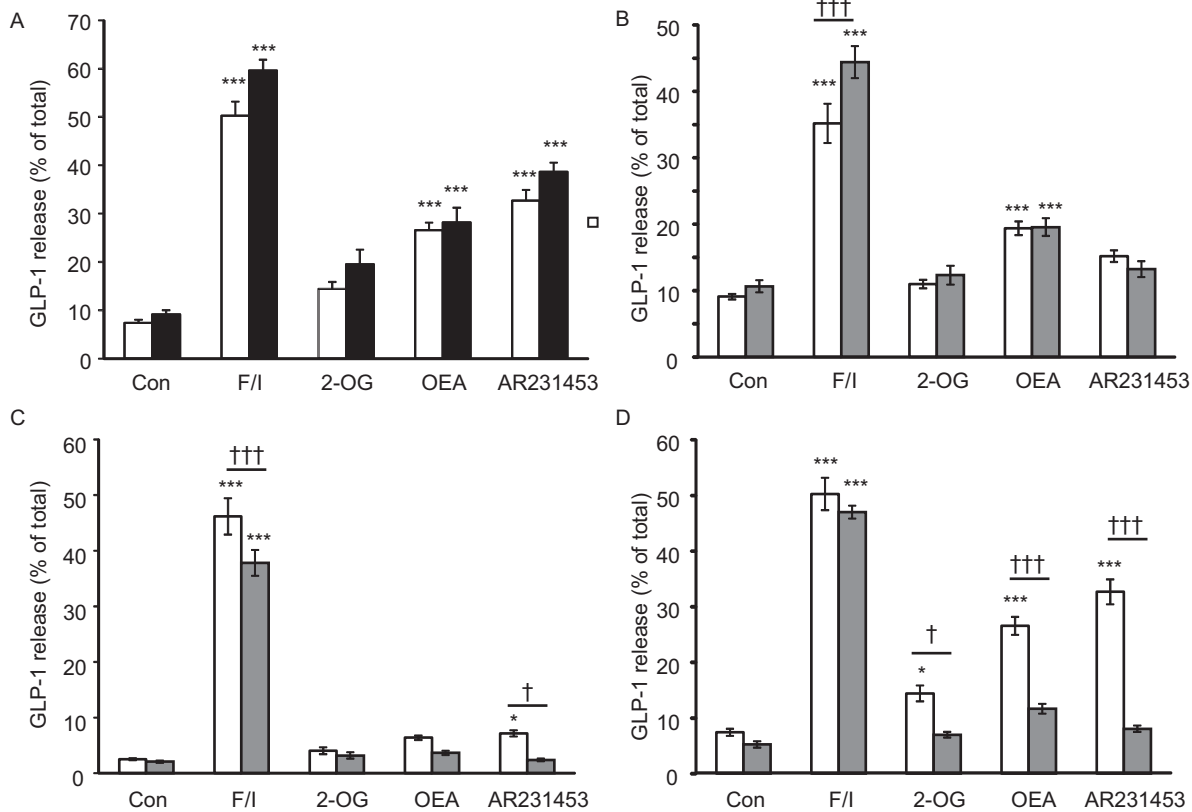 A
GLP-1 release (% of total)
70
60
50
40
30
20
10
0
***
***
***
***
***
***
Con
F/I
2-OG
OEA
AR231453
B
GLP-1 release (% of total)
50
40
30
20
10
0
†††
***
***
***
***
Con
F/I
2-OG
OEA
AR231453
C
GLP-1 release (% of total)
60
50
40
30
20
10
0
†††
***
***
†
*
Con
F/I
2-OG
OEA
AR231453
D
GLP-1 release (% of total)
60
50
40
30
20
10
0
***
***
†
*
†††
***
†††
***
Con
F/I
2-OG
OEA
AR231453